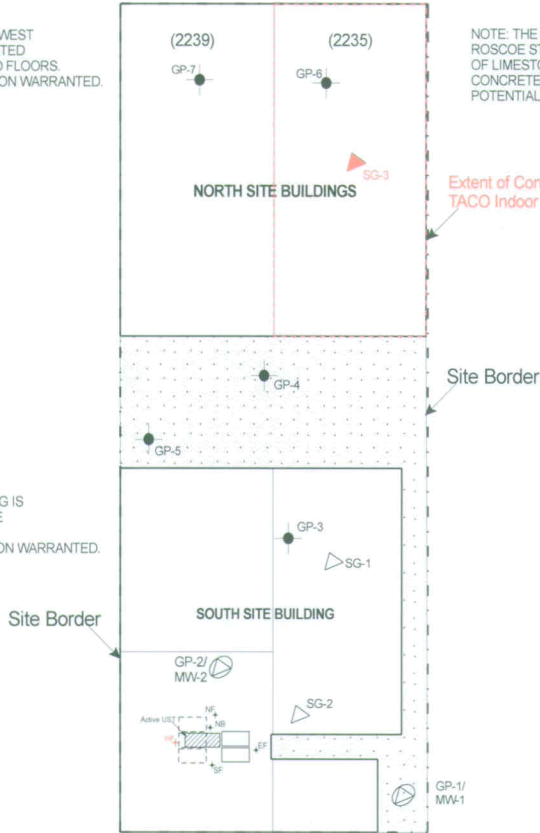 WEST
TED
D FLOORS.
ON WARRANTED.
(2239)
(2235)
NOTE: THE
ROSCOE ST
OF LIMESTO
CONCRETE
POTENTIAL
GP-7
GP-6
SG-3
NORTH SITE BUILDINGS
Extent of Con
TACO Indoor
GP-4
Site Border
GP-5
G IS
E
ON WARRANTED.
GP-3
SG-1
SOUTH SITE BUILDING
Site Border
GP-2/
MW-2
SG-2
NF
Active UST
NB
EF
SF
GP-1/
MW-1